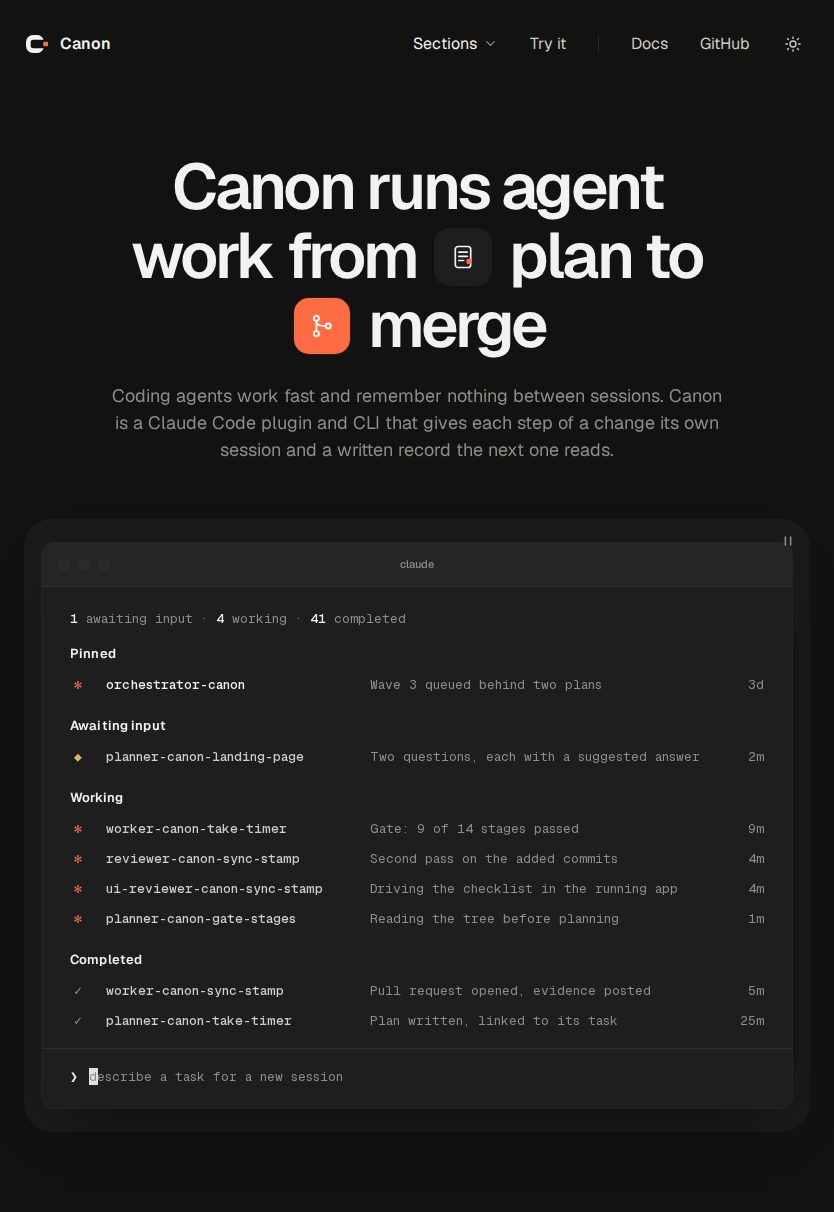 Canon
Sections
Try it
Docs
GitHub
Canon runs agent
work from plan to
merge
Coding agents work fast and remember nothing between sessions. Canon
is a Claude Code plugin and CLI that gives each step of a change its own
session and a written record the next one reads.
claude
1 awaiting input · 4 working · 41 completed
Pinned
✻ orchestrator-canon Wave 3 queued behind two plans 3d
Awaiting input
◆ planner-canon-landing-page Two questions, each with a suggested answer 2m
Working
✻ worker-canon-take-timer Gate: 9 of 14 stages passed 9m
✻ reviewer-canon-sync-stamp Second pass on the added commits 4m
✻ ui-reviewer-canon-sync-stamp Driving the checklist in the running app 4m
✻ planner-canon-gate-stages Reading the tree before planning 1m
Completed
✓ worker-canon-sync-stamp Pull request opened, evidence posted 5m
✓ planner-canon-take-timer Plan written, linked to its task 25m
❯ describe a task for a new session